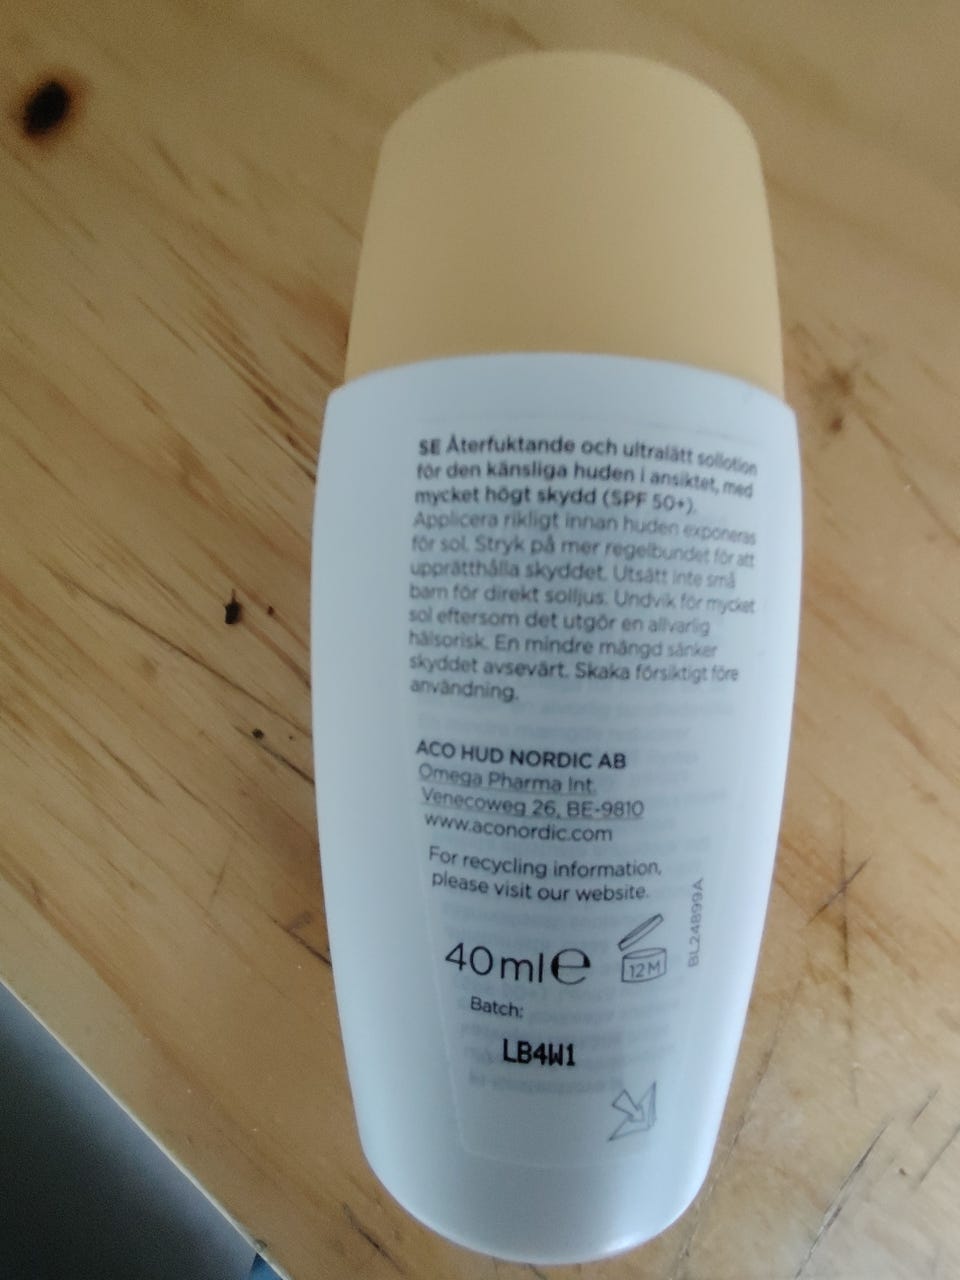 SE Återfuktande och ultralätt sollotion
för den känsliga huden i ansiktet, med
mycket högt skydd (SPF 50+).
Applicera rikligt innan huden exponeras
för sol. Stryk på mer regelbundet för att
upprätthålla skyddet. Utsätt inte små
barn för direkt solljus. Undvik för mycket
sol eftersom det utgör en allvarlig
hälsorisk. En mindre mängd sänker
skyddet avsevärt. Skaka försiktigt före
användning.
ACO HUD NORDIC AB
Omega Pharma Int.
Venecoweg 26, BE-9810
www.aconordic.com
For recycling information,
please visit our website.
40 ml e
12 M
BL24899A
Batch:
LB4W1